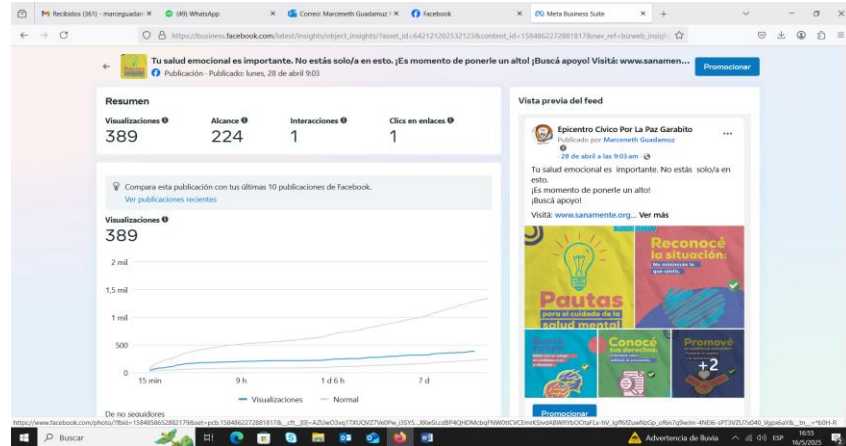 Recibidos (361) - marceguadar
(49) WhatsApp
Correo: Marceneth Guadamuz
Facebook
Meta Business Suite
Tu salud emocional es importante. No estás solo/a en esto. ¡Es momento de ponerle un alto! ¡Buscá apoyo! Visitá: www.sanamen...
Publicación - Publicado: lunes, 28 de abril 9:03
Promocionar
Resumen
Visualizaciones
Alcance
Interacciones
Clics en enlaces
389
224
1
1
Compara esta publicación con tus últimas 10 publicaciones de Facebook.
Ver publicaciones recientes
Visualizaciones
389
2 mil
1,5 mil
1 mil
500
0
15 min
9 h
1 d 6 h
7 d
Visualizaciones
Normal
De no seguidores
Vista previa del feed
Epicentro Cívico Por La Paz Garabito
Publicado por Marceneth Guadamuz
· 28 de abril a las 9:03 am ·
Tu salud emocional es importante. No estás solo/a en
esto.
¡Es momento de ponerle un alto!
¡Buscá apoyo!
Visitá: www.sanamente.org... Ver más
Pautas
para el cuidado de la
salud mental
Reconocé
la situación:
No minimicés lo
que sentís.
Conocé
tus derechos:
Promové
+2
Promocionar
Buscar
Advertencia de lluvia
ESP
16:55
16/5/2025